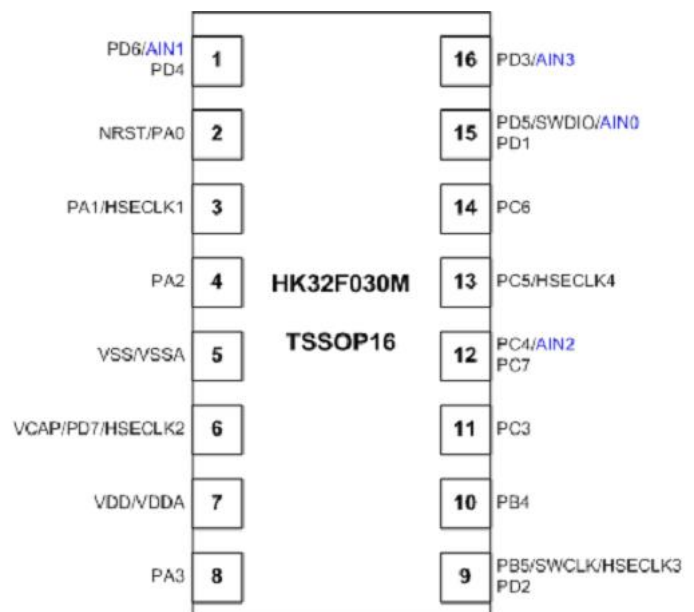 PD6/AIN1
PD4
1
16
PD3/AIN3
NRST/PA0
2
15
PD5/SWDIO/AIN0
PD1
PA1/HSECLK1
3
14
PC6
PA2
4
HK32F030M
13
PC5/HSECLK4
VSS/VSSA
5
TSSOP16
12
PC4/AIN2
PC7
VCAP/PD7/HSECLK2
6
11
PC3
VDD/VDDA
7
10
PB4
PA3
8
9
PB5/SWCLK/HSECLK3
PD2